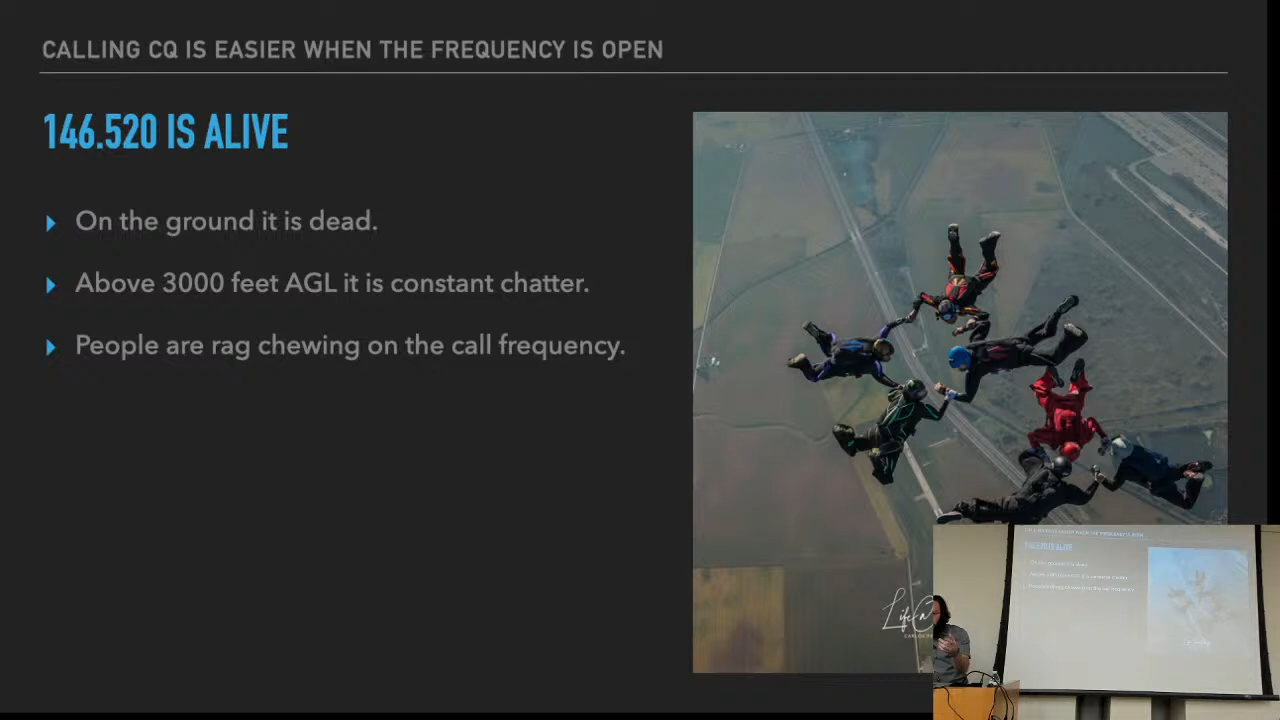 CALLING CQ IS EASIER WHEN THE FREQUENCY IS OPEN
146.520 IS ALIVE
On the ground it is dead.
Above 3000 feet AGL it is constant chatter.
People are rag chewing on the call frequency.